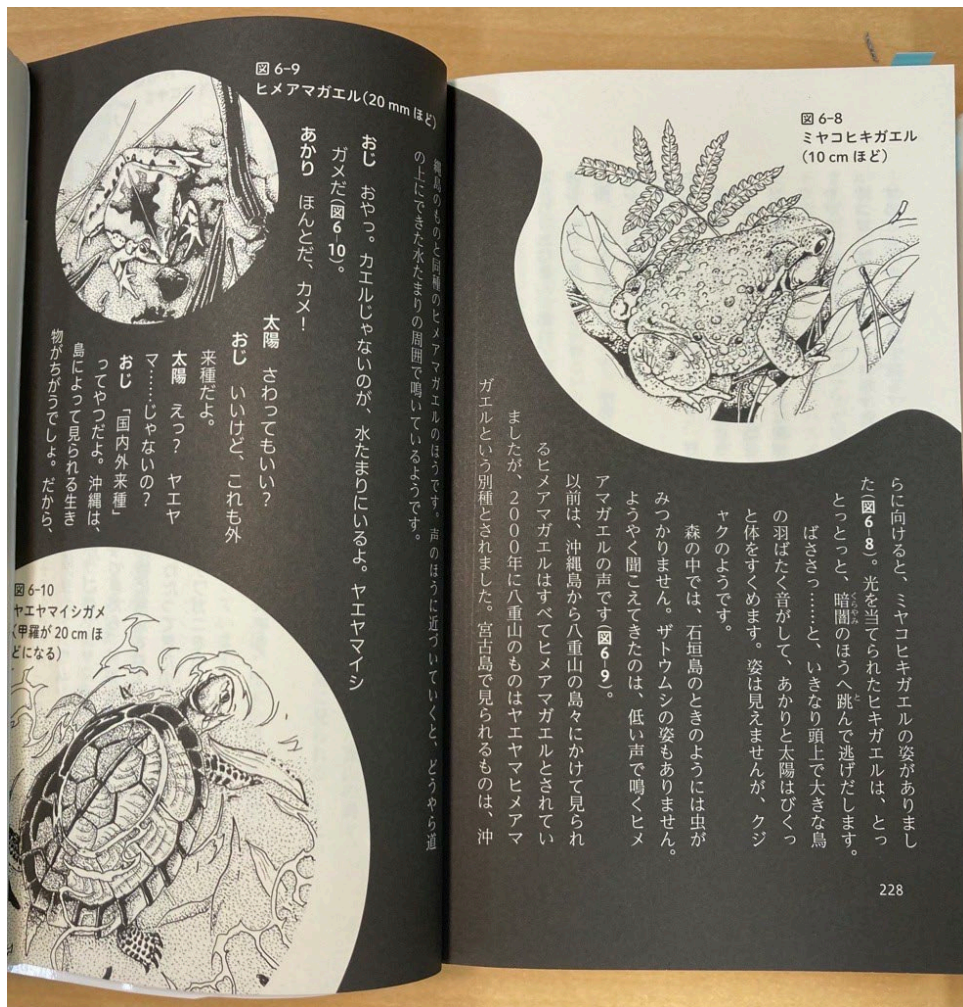 図6-8
ミヤコヒキガエル
(10 cm ほど)
らに向けると、ミヤコヒキガエルの姿がありまし
た(図6-8)。光を当てられたヒキガエルは、とっ
とっとっと、暗闇のほうへ跳んで逃げだします。
くらやみ
と
ばささっ……と、いきなり頭上で大きな鳥
の羽ばたく音がして、あかりと太陽はびくっ
と体をすくめます。姿は見えませんが、クジ
ャクのようです。
森の中では、石垣島のときのようには虫が
みつかりません。ザトウムシの姿もありません。
ようやく聞こえてきたのは、低い声で鳴くヒメ
アマガエルの声です(図6-9)。
以前は、沖縄島から八重山の島々にかけて見られ
るヒメアマガエルはすべてヒメアマガエルとされてい
ましたが、2000年に八重山のものはヤエヤマヒメアマ
ガエルという別種とされました。宮古島で見られるものは、沖
228
図6-9
ヒメアマガエル(20 mm ほど)
縄島のものと同種のヒメアマガエルのほうです。声のほうに近づいていくと、どうやら道
の上にできた水たまりの周囲で鳴いているようです。
おじ おやっ。カエルじゃないのが、水たまりにいるよ。ヤエヤマイシ
ガメだ(図6-10)。
あかり ほんとだ、カメ!
太陽 さわってもいい?
おじ いいけど、これも外
来種だよ。
太陽 えっ? ヤエヤ
マ……じゃないの?
おじ 「国内外来種」
ってやつだよ。沖縄は、
島によって見られる生き
物がちがうでしょ。だから、
図6-10
ヤエヤマイシガメ
(甲羅が20 cm ほ
どになる)